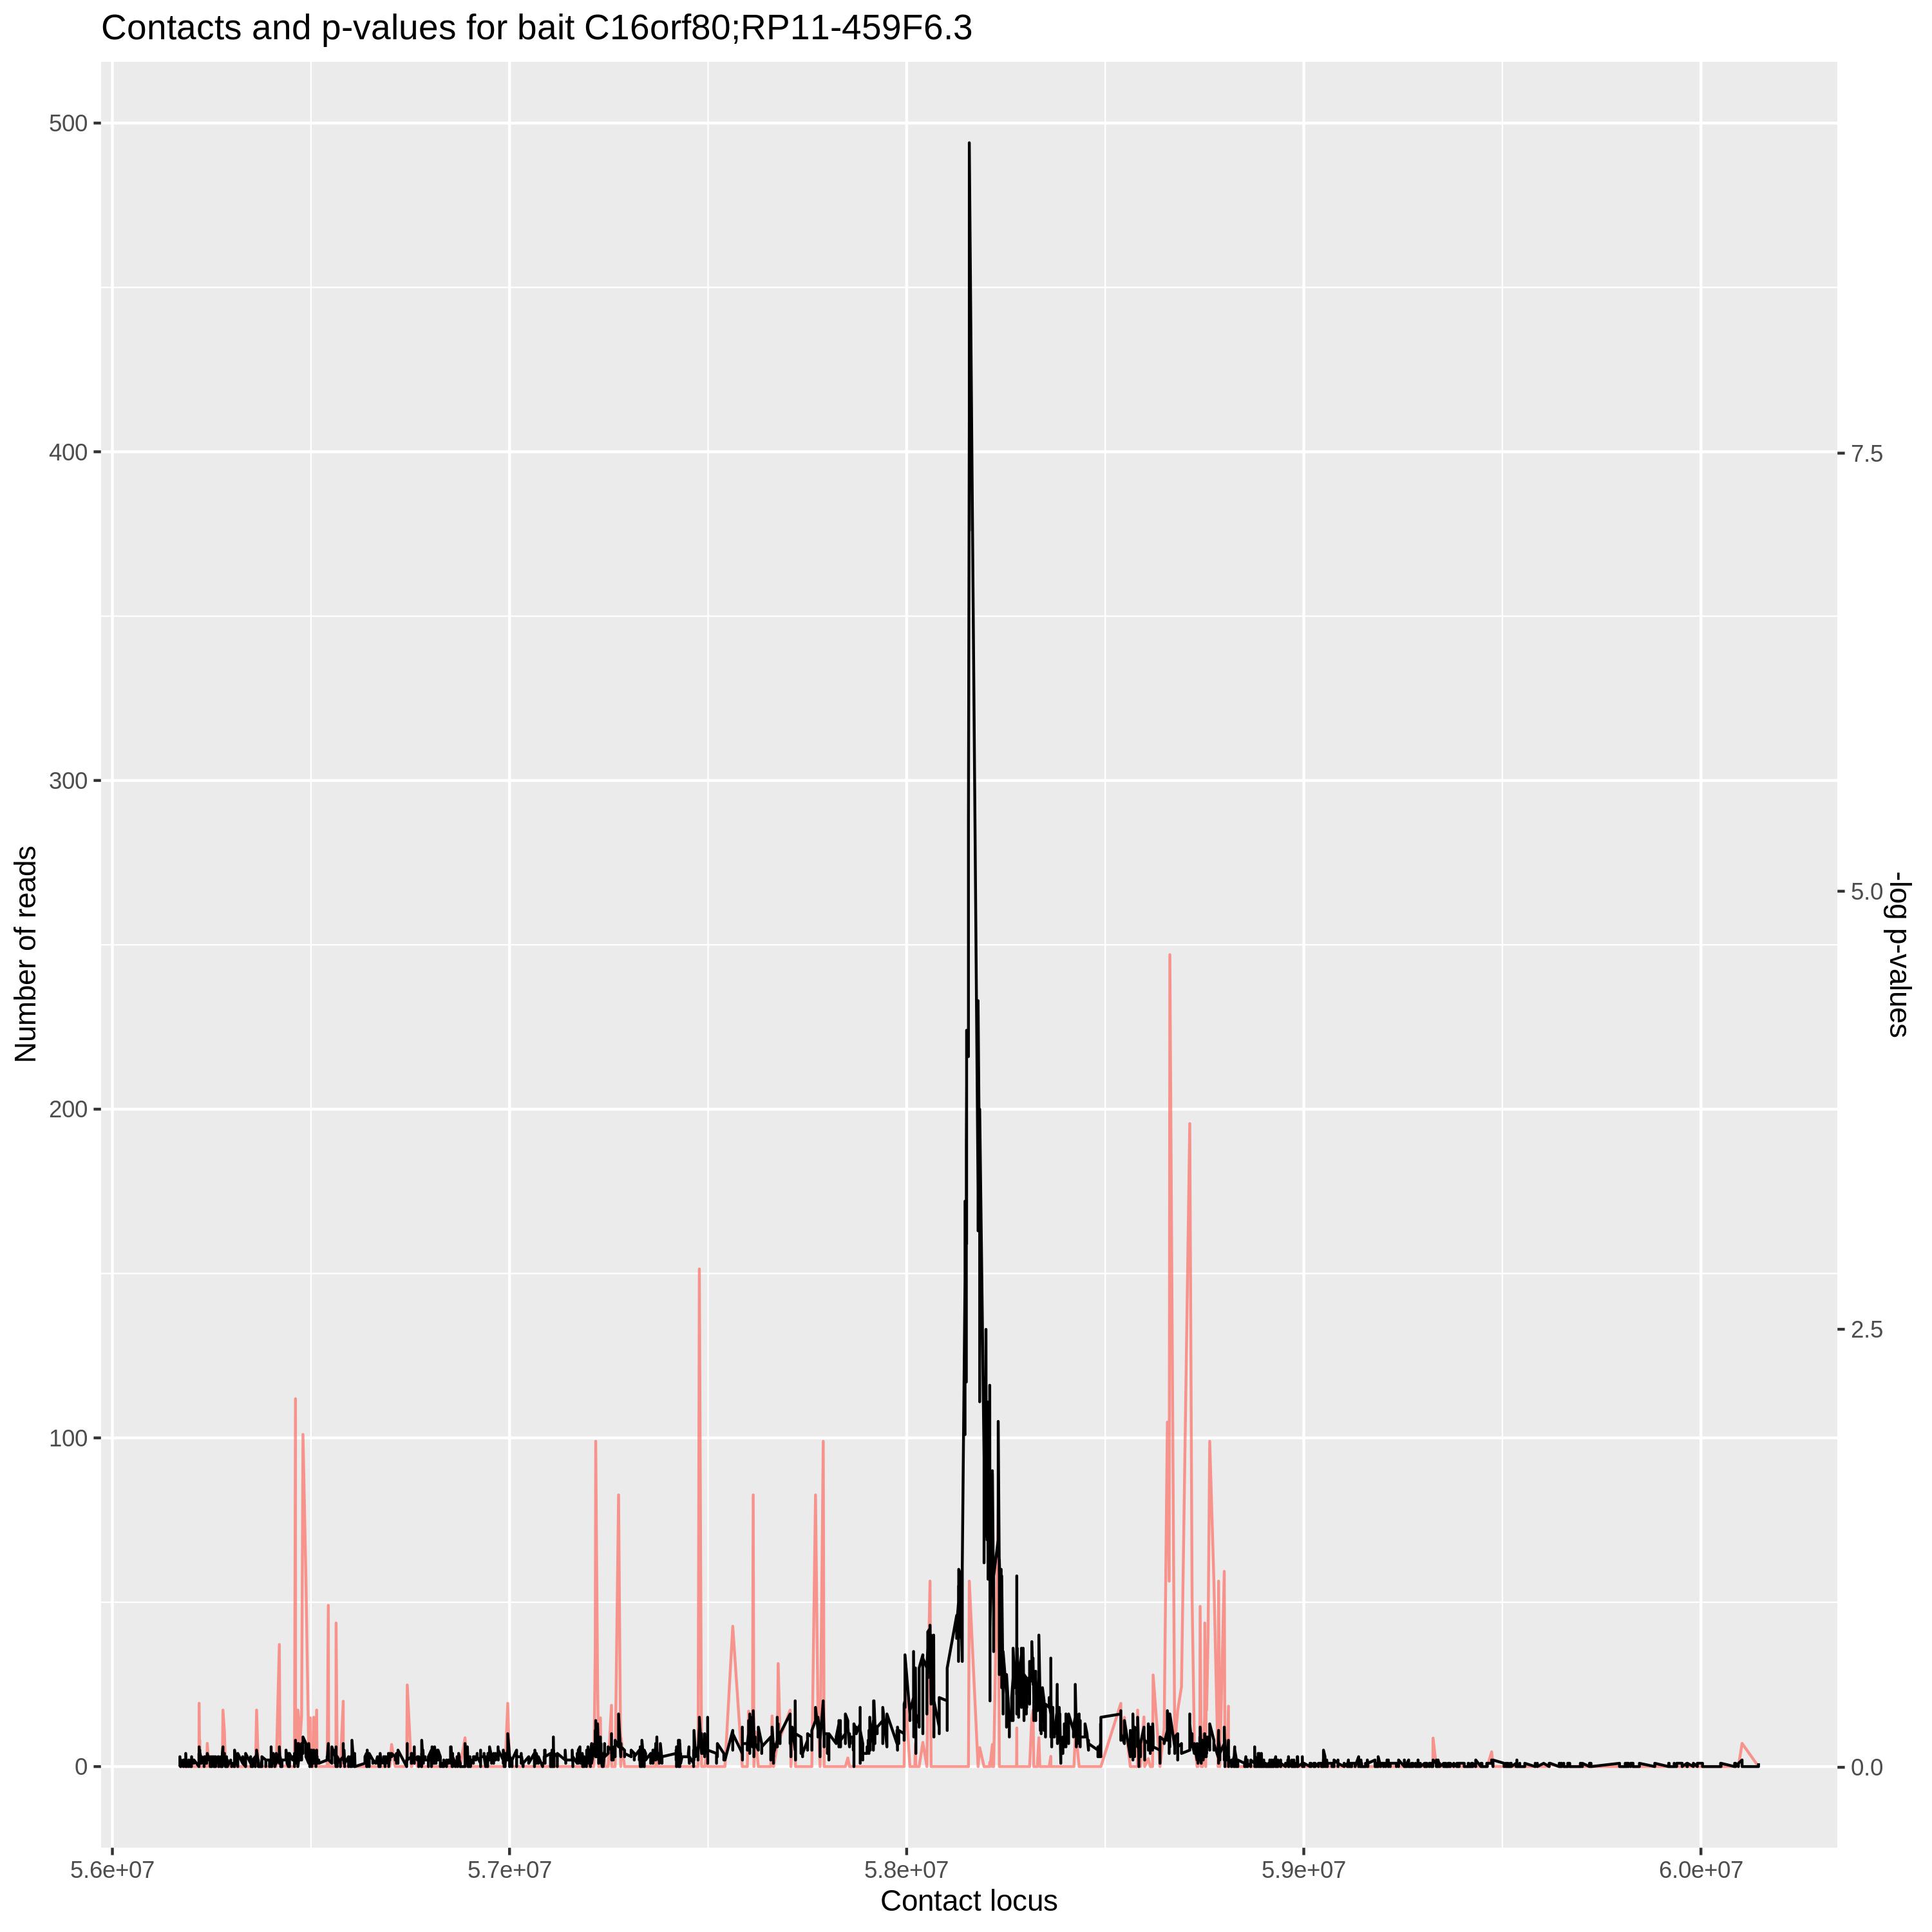 Contacts and p-values for bait C16orf80;RP11-459F6.3
500
400
300
200
100
0
Number of reads
7.5
5.0
2.5
0.0
-log p-values
5.6e+07
5.7e+07
5.8e+07
5.9e+07
6.0e+07
Contact locus